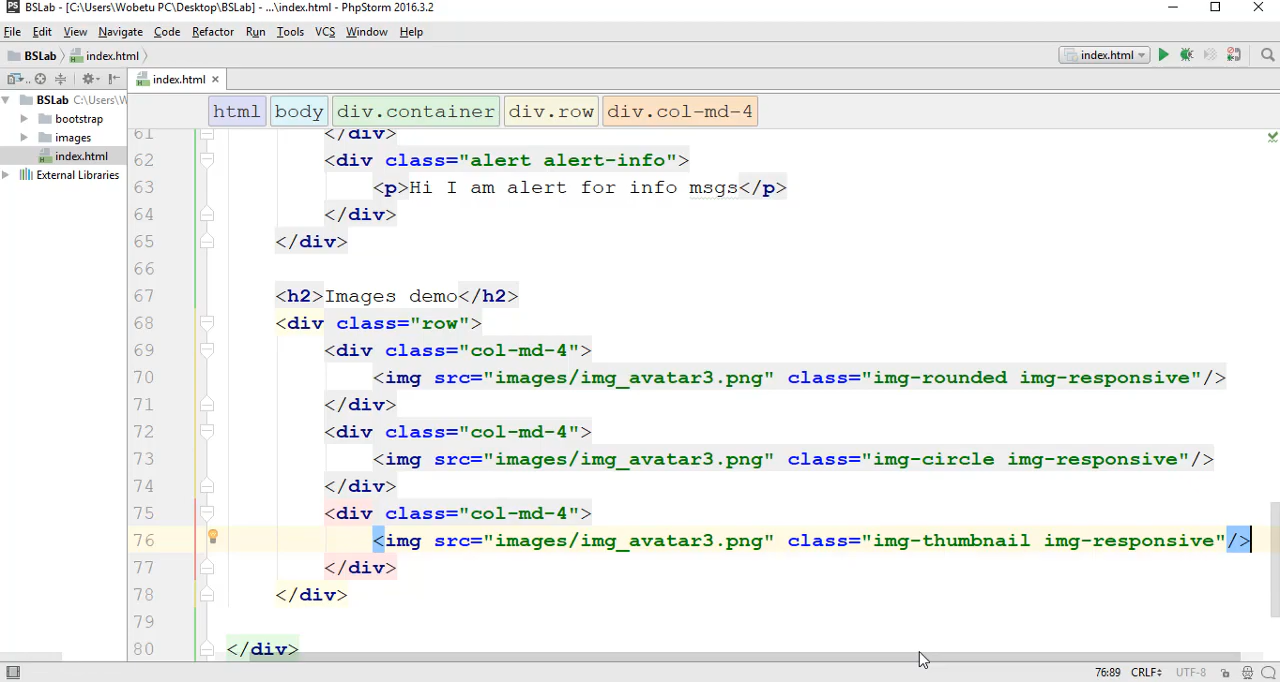 BSLab - [C:\Users\Wobetu PC\Desktop\BSLab] - ...\index.html - PhpStorm 2016.3.2
File Edit View Navigate Code Refactor Run Tools VCS Window Help
BSLab index.html index.html
index.html
BSLab C:\Users\W
bootstrap
images
index.html
External Libraries
html body div.container div.row div.col-md-4
61 </div>
62 <div class="alert alert-info">
63 <p>Hi I am alert for info msgs</p>
64 </div>
65 </div>
66
67 <h2>Images demo</h2>
68 <div class="row">
69 <div class="col-md-4">
70 <img src="images/img_avatar3.png" class="img-rounded img-responsive"/>
71 </div>
72 <div class="col-md-4">
73 <img src="images/img_avatar3.png" class="img-circle img-responsive"/>
74 </div>
75 <div class="col-md-4">
76 <img src="images/img_avatar3.png" class="img-thumbnail img-responsive"/>
77 </div>
78 </div>
79
80 </div>
76:89 CRLF UTF-8